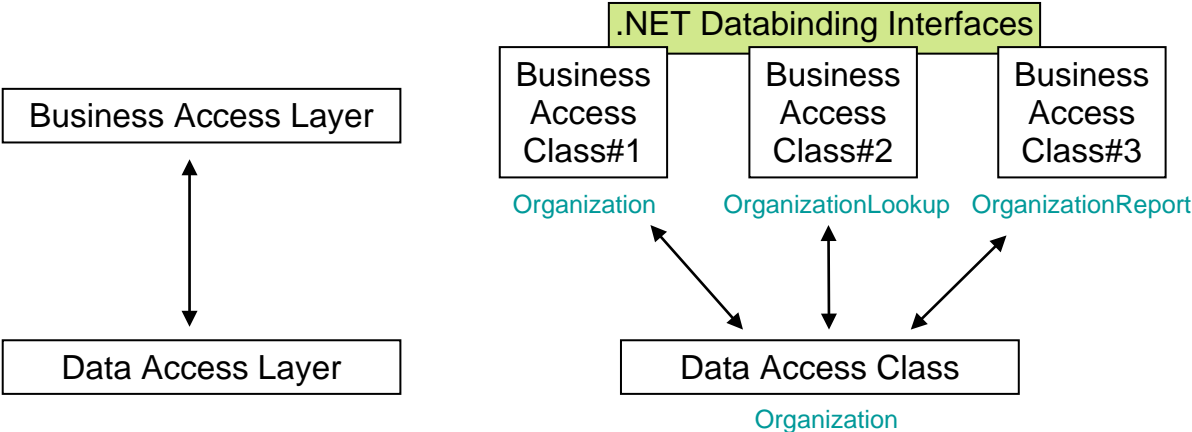 .NET Databinding Interfaces
Business Access Layer
Data Access Layer
Business
Access
Class#1
Organization
Business
Access
Class#2
OrganizationLookup
Business
Access
Class#3
OrganizationReport
Data Access Class
Organization